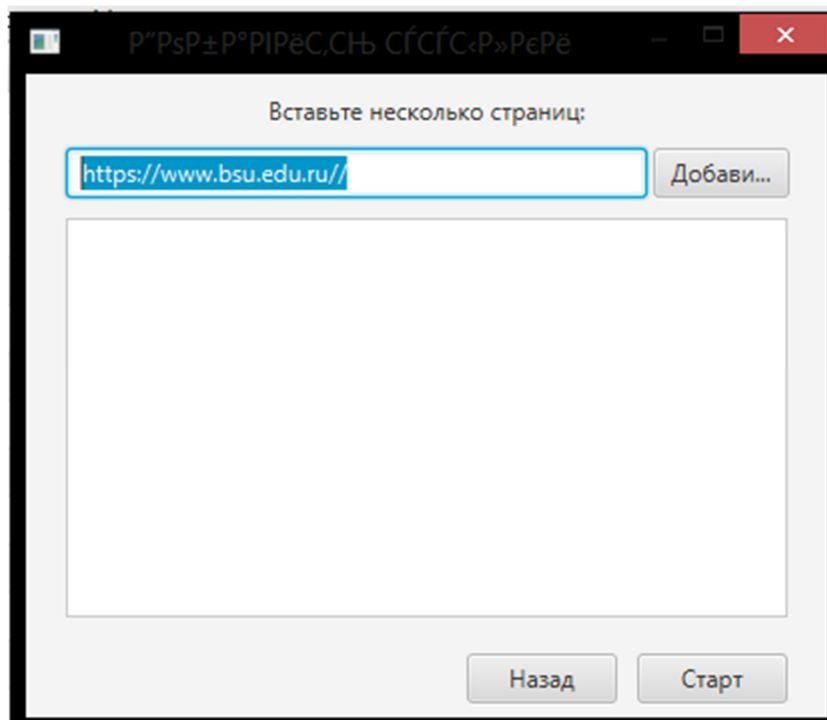 Р”РѕР±Р°РІРёС‚СЊ СЃСЃС‹Р»РєРё
Вставьте несколько страниц:
https://www.bsu.edu.ru//
Добави...
Назад
Старт